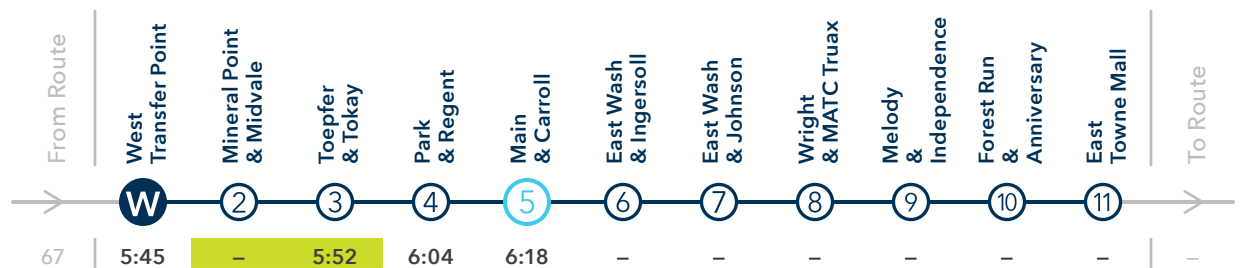 From Route
West
Transfer Point
Mineral Point
& Midvale
Toepfer
& Tokay
Park
& Regent
Main
& Carroll
East Wash
& Ingersoll
East Wash
& Johnson
Wright
& MATC Truax
Melody
&
Independence
Forest Run
&
Anniversary
East
Towne Mall
To Route
W 2 3 4 5 6 7 8 9 10 11
67 5:45 – 5:52 6:04 6:18 – – – – – – –